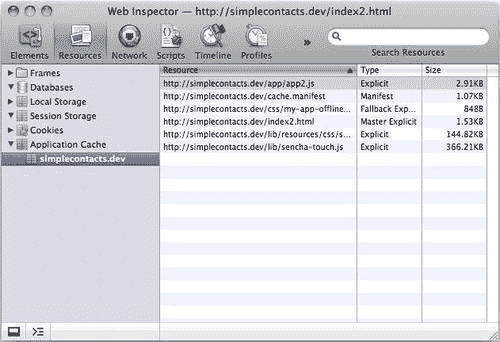 Web Inspector — http://simplecontacts.dev/index2.html
Elements Resources Network Scripts Timeline Profiles » Search Resources
Resource Type Size
Frames
Databases
Local Storage
Session Storage
Cookies
Application Cache
simplecontacts.dev
http://simplecontacts.dev/app/app2.js Explicit 2.91KB
http://simplecontacts.dev/cache.manifest Manifest 1.07KB
http://simplecontacts.dev/css/my-app-offline... Fallback Exp... 848B
http://simplecontacts.dev/index2.html Master Explicit 1.53KB
http://simplecontacts.dev/lib/resources/css/s... Explicit 144.82KB
http://simplecontacts.dev/lib/sencha-touch.js Explicit 366.21KB